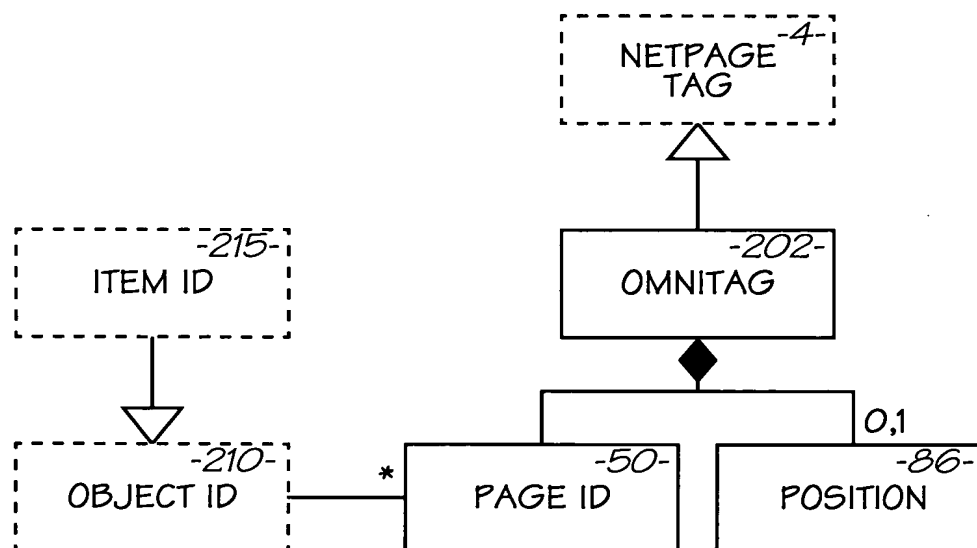 -4-
NETPAGE
TAG
-215-
ITEM ID
-202-
OMNITAG
0,1
-210-
OBJECT ID
*
-50-
PAGE ID
-86-
POSITION